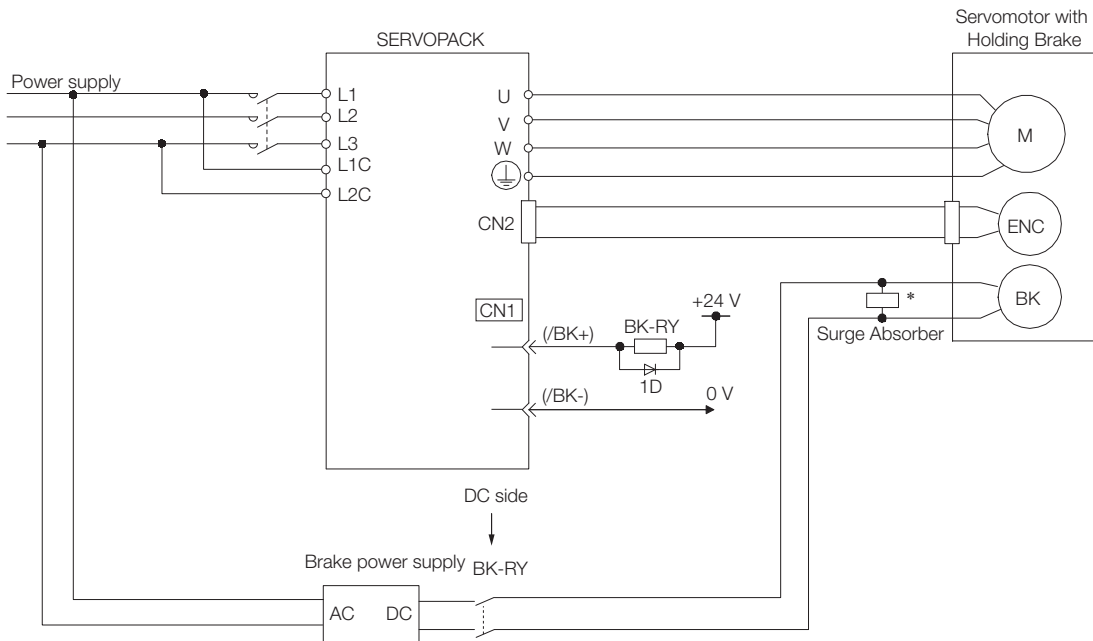 Servomotor with
Holding Brake
SERVOPACK
Power supply
L1
L2
L3
L1C
L2C
U
V
W
M
CN2
ENC
CN1
+24 V
BK
*
(/BK+)
BK-RY
Surge Absorber
1D
(/BK-)
0 V
DC side
Brake power supply
BK-RY
AC
DC